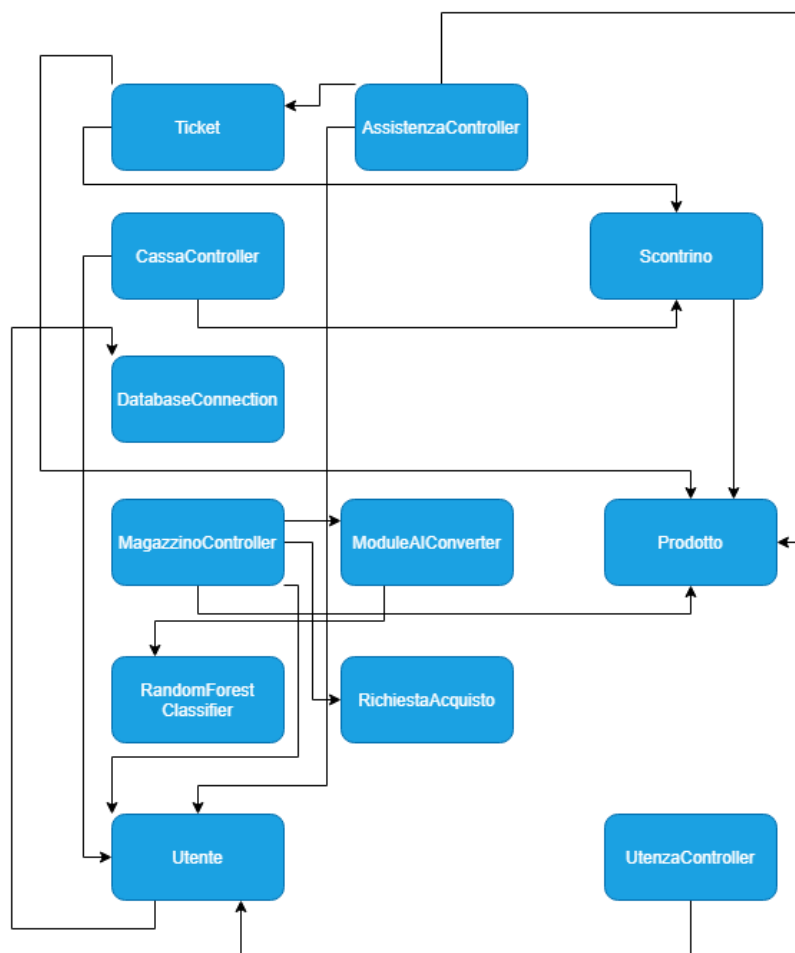 Ticket
AssistenzaController
CassaController
Scontrino
DatabaseConnection
MagazzinoController
ModuleAIConverter
Prodotto
RandomForest
Classifier
RichiestaAcquisto
Utente
UtenzaController